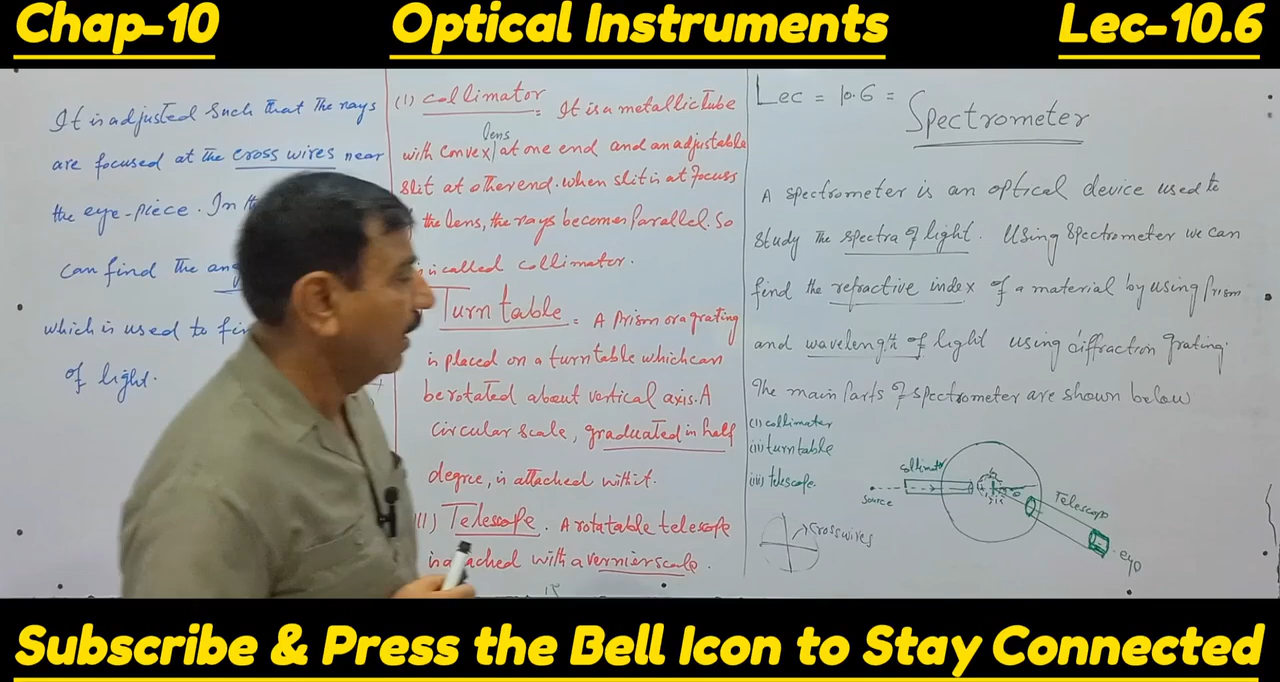 Chap-10
Optical Instruments
Lec-10.6
Lec = 10.6 =
Spectrometer
A spectrometer is an optical device used to
study the spectra of light. Using spectrometer we can
find the refractive index of a material by using Prism
and wavelength of light using diffraction grating.
The main Parts of spectrometer are shown below
(i) collimater
(ii) turntable
(iii) telescope.
source
collimator
Telescope
eye
crosswires
(i) collimator = It is a metallic tube
with convex lens at one end and an adjustable
slit at other end. when slit is at focuss
the lens, the rays becomes Parallel. So
called collimator.
Turn table = A Prism or a grating
is placed on a turntable which can
be rotated about vertical axis. A
circular scale, graduated in half
degree, is attached with it.
Telescope. A rotatable telescope
is attached with a vernier scale.
It is adjusted such that The rays
are focused at the cross wires near
the eye-piece. In
can find the
which is used to
of light.
Subscribe & Press the Bell Icon to Stay Connected